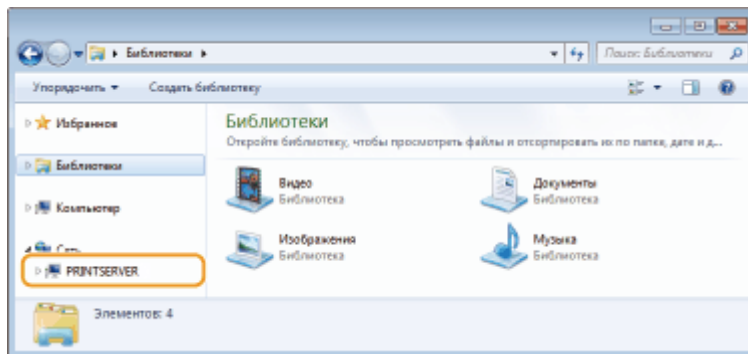 Библиотеки
Поиск: Библиотеки
Упорядочить
Создать библиотеку
Избранное
Библиотеки
Компьютер
Сеть
PRINTSERVER
Библиотеки
Откройте библиотеку, чтобы просмотреть файлы и отсортировать их по папке, дате и д...
Видео
Библиотека
Документы
Библиотека
Изображения
Библиотека
Музыка
Библиотека
Элементов: 4